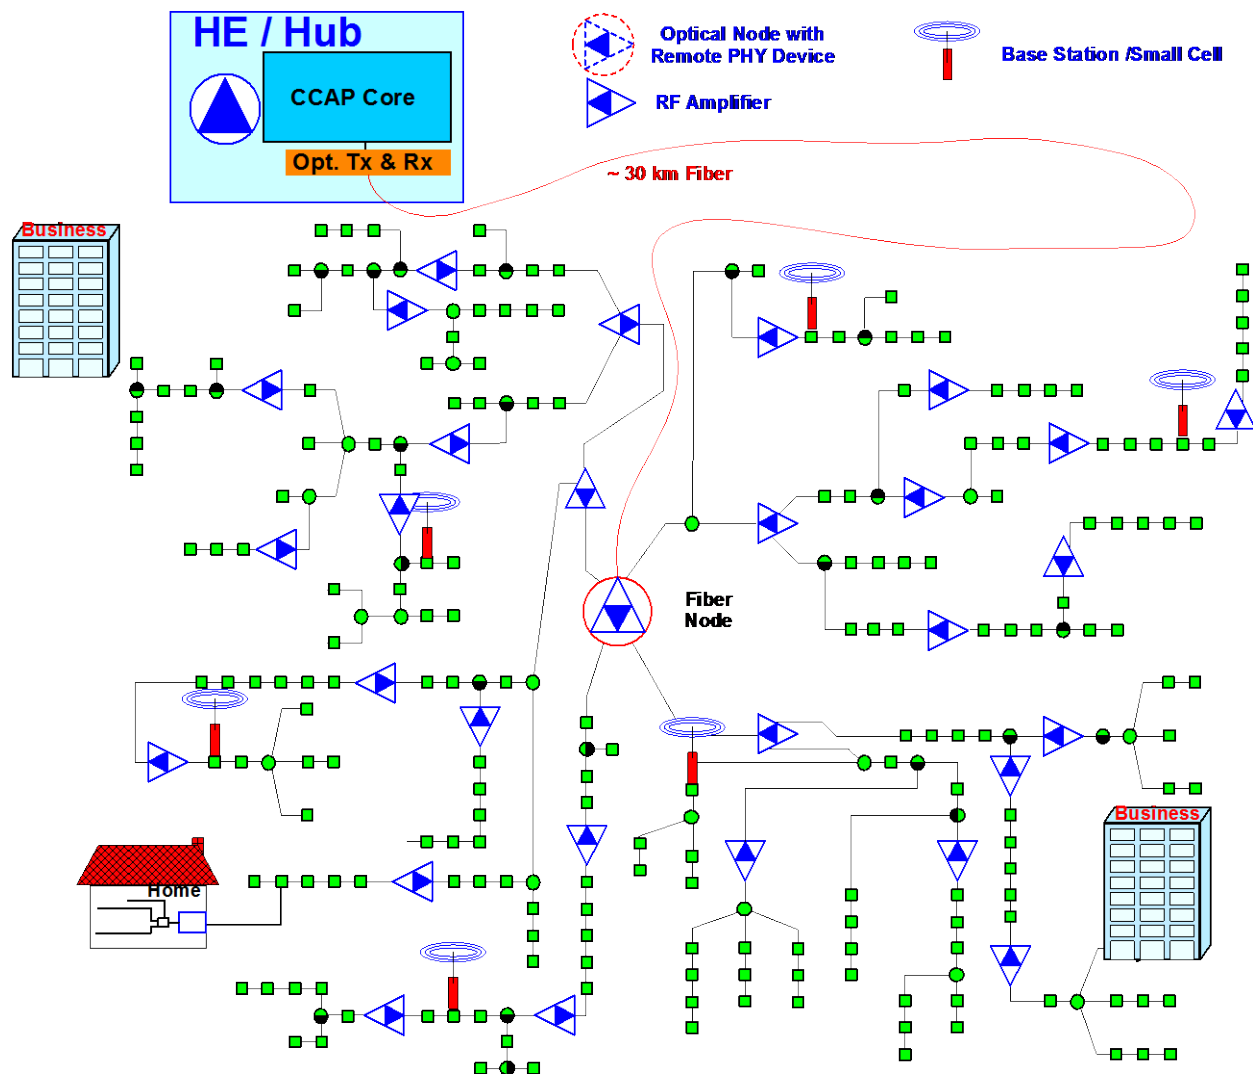 HE / Hub
CCAP Core
Opt. Tx & Rx
Optical Node with
Remote PHY Device
RF Amplifier
Base Station /Small Cell
~ 30 km Fiber
Business
Fiber
Node
Home
Business